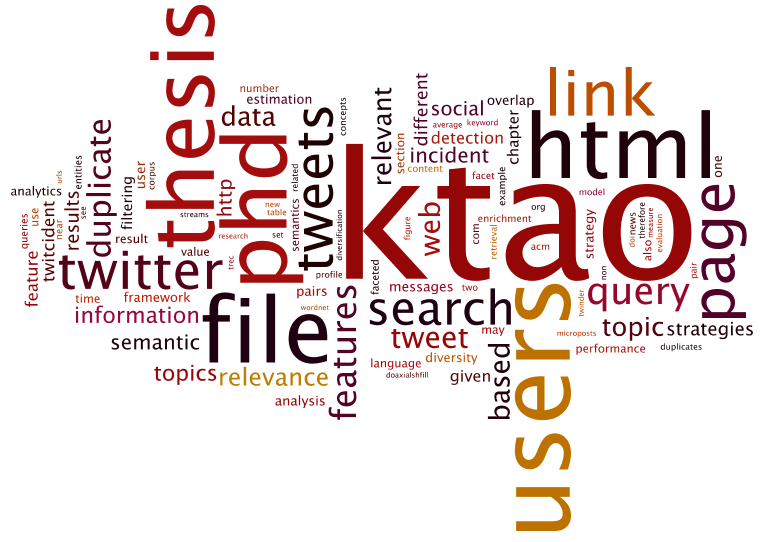 thesis
number
estimation
data
phd
tweets
concepts
relevant
different
social
overlap
average
keyword
detection
section
incident
content
chapter
link
html
ktao
duplicate
analytics
urls
entities
filtering
user
corpus
http
related
semantics
facet
example
model
one
page
queries
use
near
see
twitcident
results
result
streams
new
table
set
research
value
trec
diversification
figure
web
enrichment
com
retrieval
org
acm
strategy
do
news
therefore
also
measure
evaluation
non
pair
feature
twitter
profile
faceted
messages
two
twinder
query
time
framework
information
file
pairs
wordnet
features
search
users
tweet
may
microposts
topic
strategies
semantic
duplicates
performance
topics
relevance
language
diversity
doaxialshfill
given
based
analysis